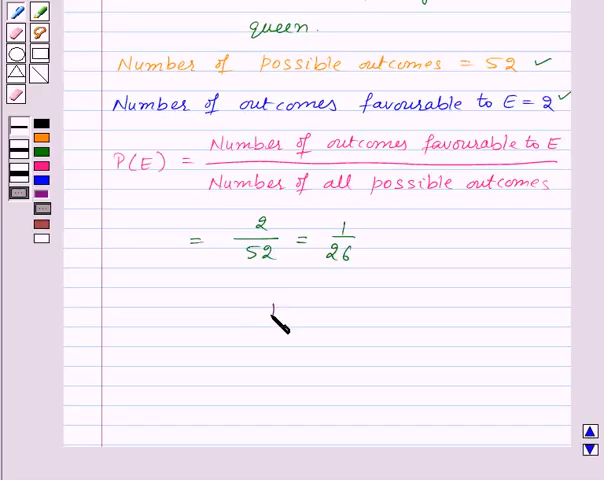 queen.
Number of possible outcomes = 52 ✓
Number of outcomes favourable to E = 2 ✓
P(E) = Number of outcomes favourable to E / Number of all possible outcomes
= 2/52 = 1/26